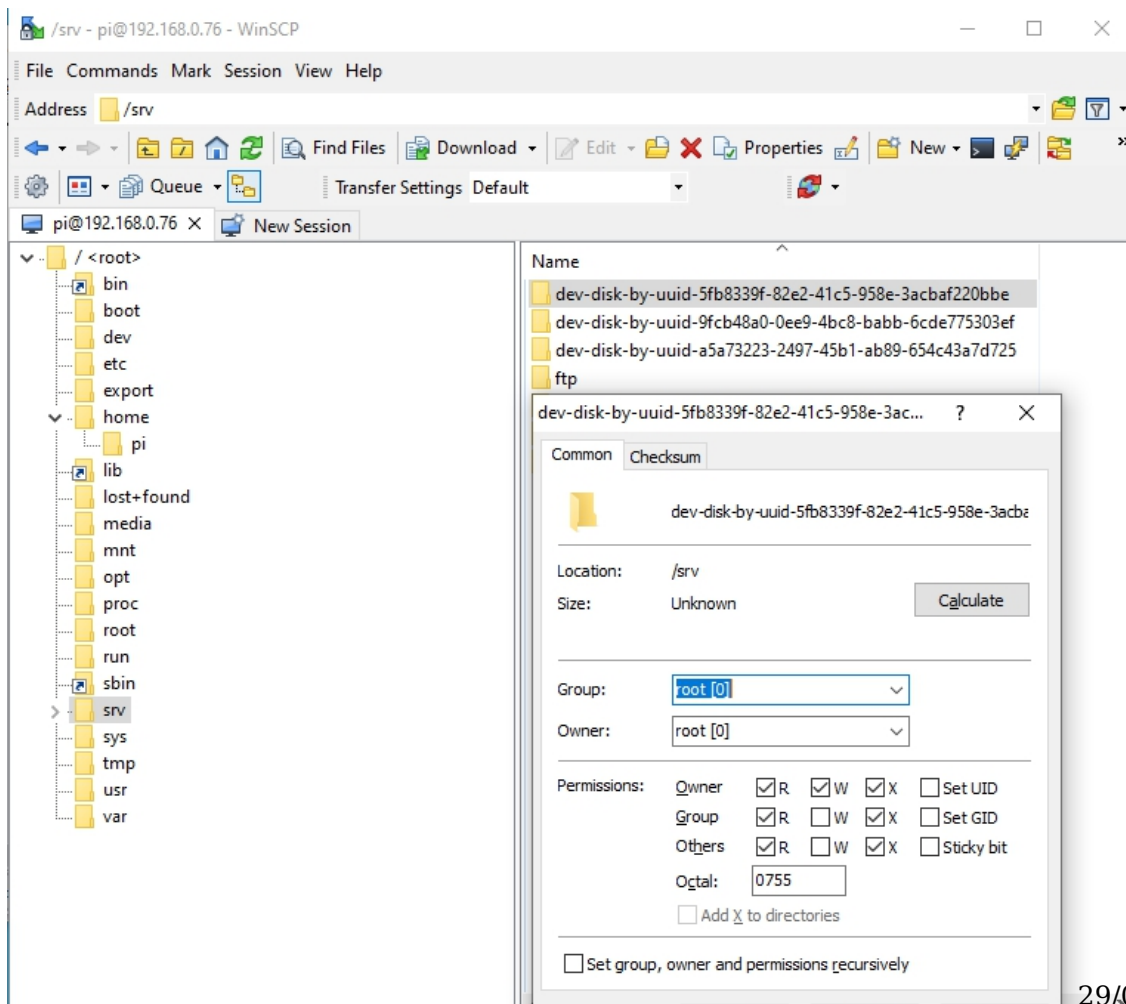 /srv - pi@192.168.0.76 - WinSCP
File Commands Mark Session View Help
Address /srv
Find Files Download Edit Properties New
Queue Transfer Settings Default
pi@192.168.0.76 New Session
/ <root>
bin
boot
dev
etc
export
home
pi
lib
lost+found
media
mnt
opt
proc
root
run
sbin
srv
sys
tmp
usr
var
Name
dev-disk-by-uuid-5fb8339f-82e2-41c5-958e-3acbaf220bbe
dev-disk-by-uuid-9fcb48a0-0ee9-4bc8-babb-6cde775303ef
dev-disk-by-uuid-a5a73223-2497-45b1-ab89-654c43a7d725
ftp
dev-disk-by-uuid-5fb8339f-82e2-41c5-958e-3ac... ?
Common Checksum
dev-disk-by-uuid-5fb8339f-82e2-41c5-958e-3acba
Location: /srv
Size: Unknown Calculate
Group: root [0]
Owner: root [0]
Permissions: Owner R W X Set UID
Group R W X Set GID
Others R W X Sticky bit
Octal: 0755
Add X to directories
Set group, owner and permissions recursively